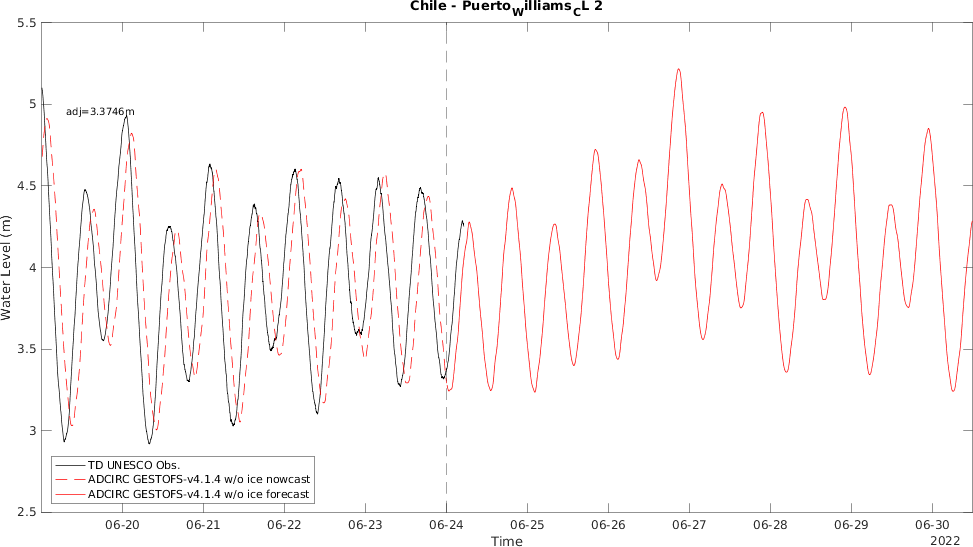 Chile - PuertoWilliamsCL 2
5.5
5
4.5
4
3.5
3
2.5
Water Level (m)
adj=3.3746m
TD UNESCO Obs.
ADCIRC GESTOFS-v4.1.4 w/o ice nowcast
ADCIRC GESTOFS-v4.1.4 w/o ice forecast
06-20 06-21 06-22 06-23 06-24 06-25 06-26 06-27 06-28 06-29 06-30
Time
2022